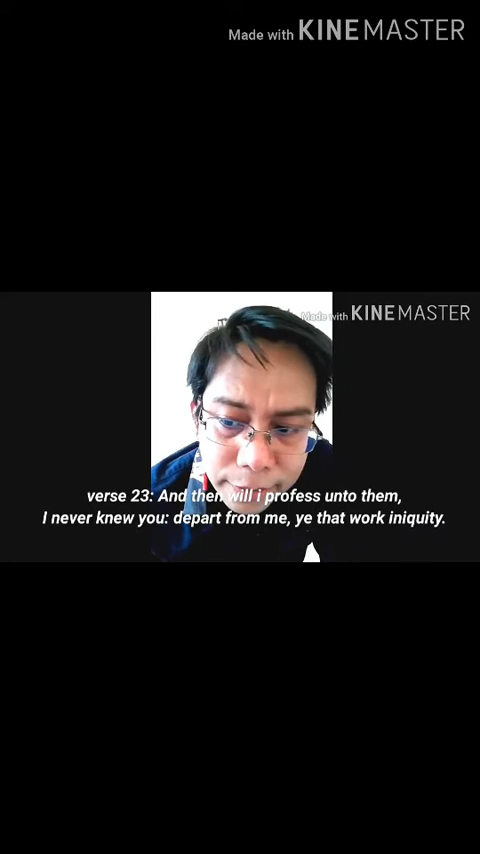 Made with KINEMASTER
Made with KINEMASTER
verse 23: And then will i profess unto them,
I never knew you: depart from me, ye that work iniquity.